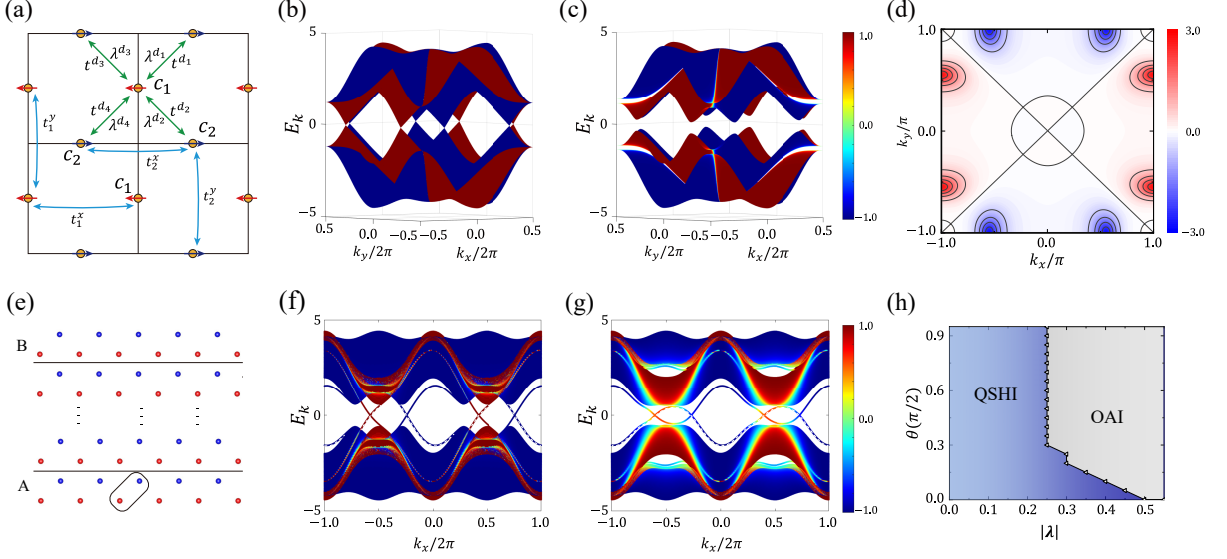 (a)
λ^{d_3} λ^{d_1}
t^{d_3} t^{d_1}
c_1
t^{d_4} t^{d_2}
t_1^y λ^{d_4} λ^{d_2} c_2
c_2 t_2^x
c_1 t_2^y
t_1^x
(b)
5
E_k
0
-5
0.5 0.0 -0.5 -0.5 0.0 0.5
k_y/2π k_x/2π
(c)
5
E_k
0
-5
0.5 0.0 -0.5 -0.5 0.0 0.5
k_y/2π k_x/2π
1.0
-1.0
(d)
1.0
k_y/π
0.0
-1.0
-1.0 0.0 1.0
k_x/π
3.0
0.0
-3.0
(e)
B
A
(f)
5
E_k
0
-5
-1.0 -0.5 0.0 0.5 1.0
k_x/2π
(g)
5
E_k
0
-5
-1.0 -0.5 0.0 0.5 1.0
k_x/2π
1.0
-1.0
(h)
0.9
θ(π/2)
0.6
QSHI OAI
0.3
0.0
0.0 0.1 0.2 0.3 0.4 0.5
|λ|